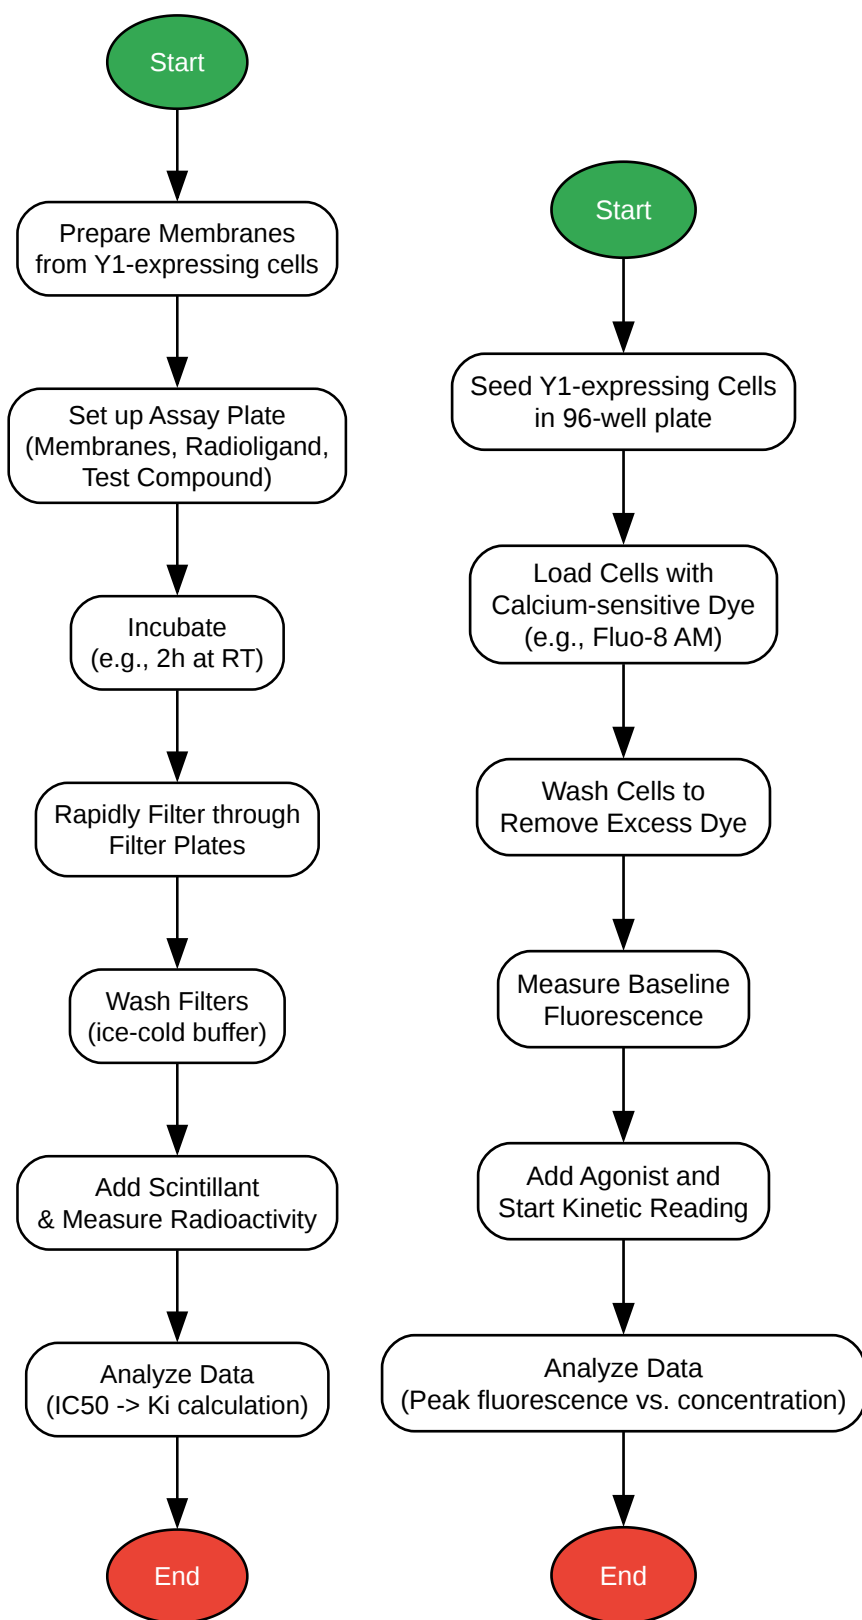 Start
Prepare Membranes
from Y1-expressing cells
Set up Assay Plate
(Membranes, Radioligand,
Test Compound)
Incubate
(e.g., 2h at RT)
Rapidly Filter through
Filter Plates
Wash Filters
(ice-cold buffer)
Add Scintillant
& Measure Radioactivity
Analyze Data
(IC50 -> Ki calculation)
End
Start
Seed Y1-expressing Cells
in 96-well plate
Load Cells with
Calcium-sensitive Dye
(e.g., Fluo-8 AM)
Wash Cells to
Remove Excess Dye
Measure Baseline
Fluorescence
Add Agonist and
Start Kinetic Reading
Analyze Data
(Peak fluorescence vs. concentration)
End